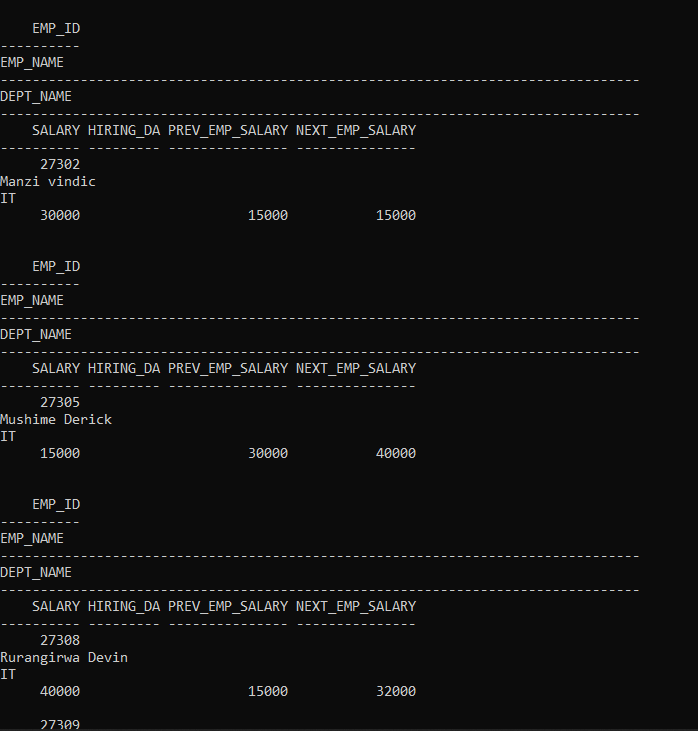 EMP_ID
----------
EMP_NAME
--------------------------------------------------------------------------------
DEPT_NAME
--------------------------------------------------------------------------------
    SALARY HIRING_DA PREV_EMP_SALARY NEXT_EMP_SALARY
---------- --------- --------------- ---------------
     27302
Manzi vindic
IT
     30000                     15000           15000

    EMP_ID
----------
EMP_NAME
--------------------------------------------------------------------------------
DEPT_NAME
--------------------------------------------------------------------------------
    SALARY HIRING_DA PREV_EMP_SALARY NEXT_EMP_SALARY
---------- --------- --------------- ---------------
     27305
Mushime Derick
IT
     15000                     30000           40000

    EMP_ID
----------
EMP_NAME
--------------------------------------------------------------------------------
DEPT_NAME
--------------------------------------------------------------------------------
    SALARY HIRING_DA PREV_EMP_SALARY NEXT_EMP_SALARY
---------- --------- --------------- ---------------
     27308
Rurangirwa Devin
IT
     40000                     15000           32000

     27309